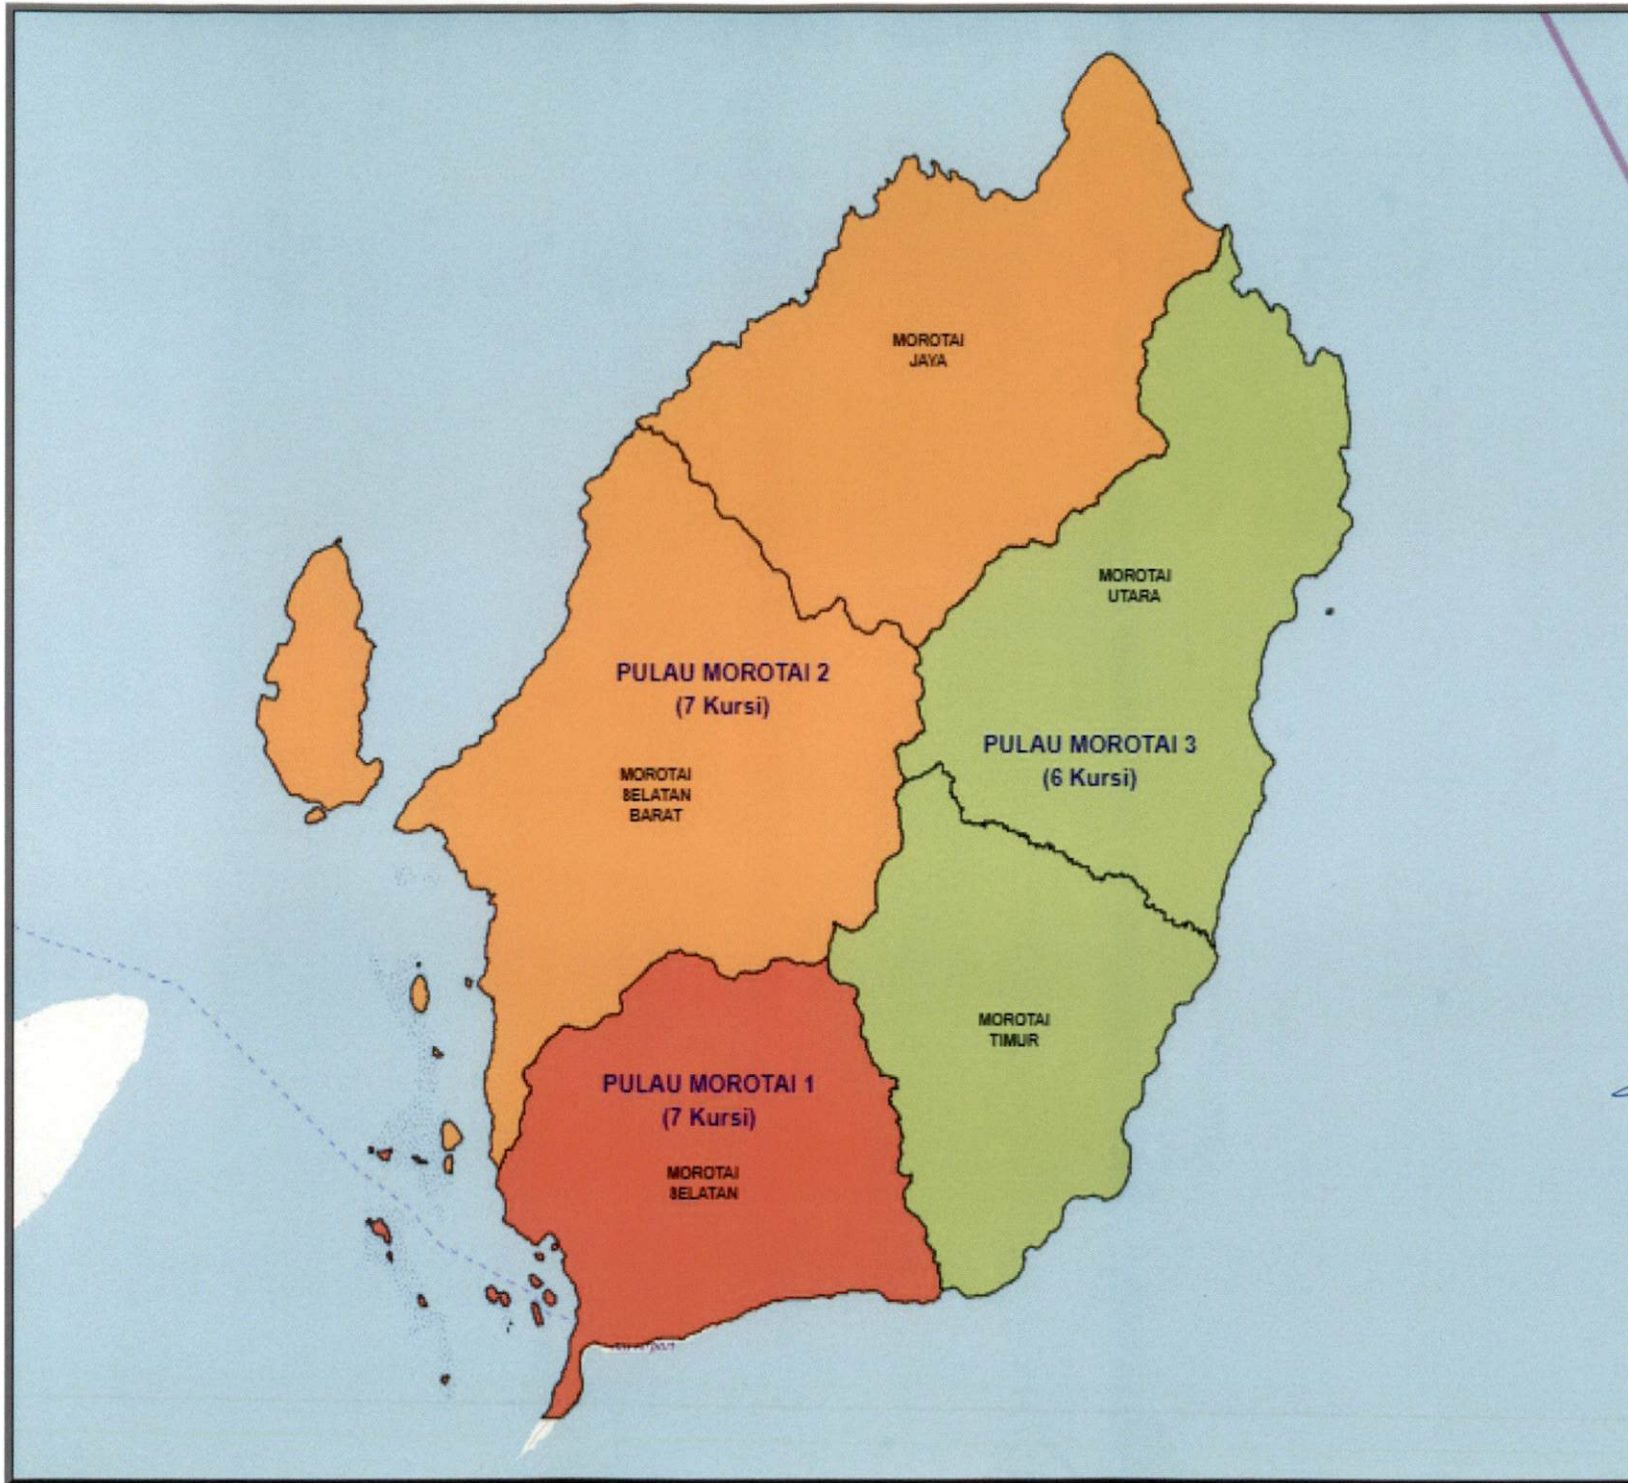 MOROTAI
JAYA
MOROTAI
UTARA
PULAU MOROTAI 2
(7 Kursi)
PULAU MOROTAI 3
(6 Kursi)
MOROTAI
SELATAN
BARAT
MOROTAI
TIMUR
PULAU MOROTAI 1
(7 Kursi)
MOROTAI
SELATAN